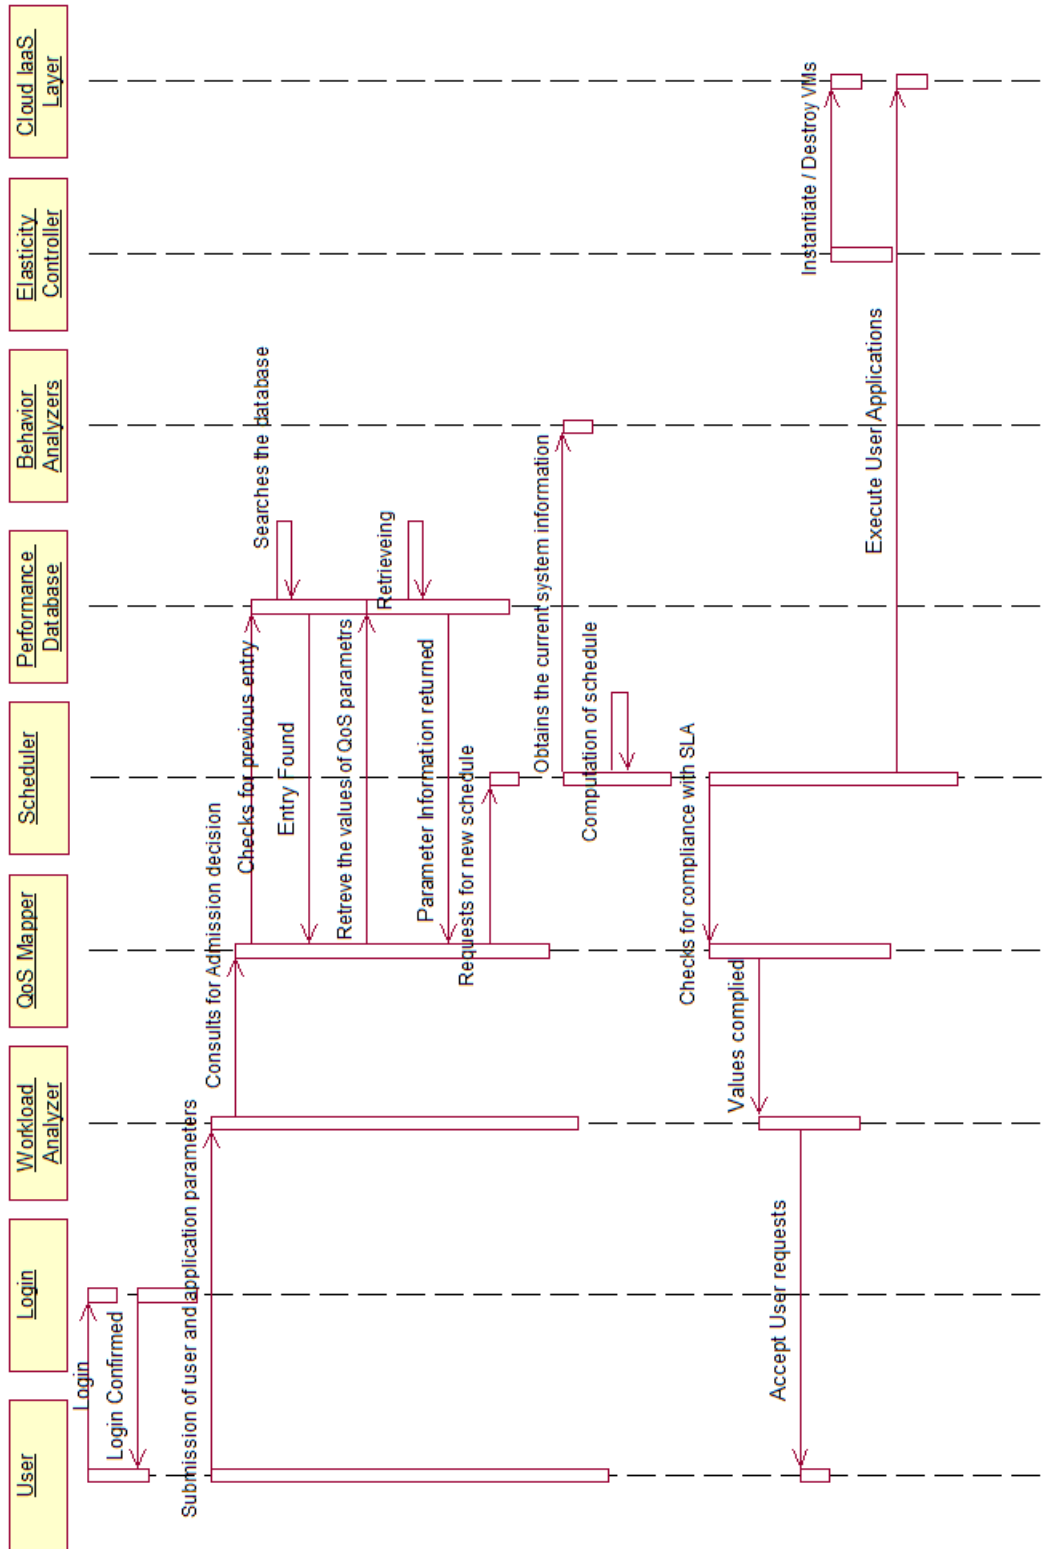 User
Login
Workload
Analyzer
QoS Mapper
Scheduler
Performance
Database
Behavior
Analyzers
Elasticity
Controller
Cloud IaaS
Layer
Login
Login Confirmed
Submission of user and application parameters
Consults for Admission decision
Checks for previous entry
Searches the database
Entry Found
Retreve the values of QoS parametrs
Retrieveing
Parameter Information returned
Requests for new schedule
Obtains the current system information
Computation of schedule
Checks for compliance with SLA
Values complied
Accept User requests
Instantiate / Destroy VMs
Execute User Applications